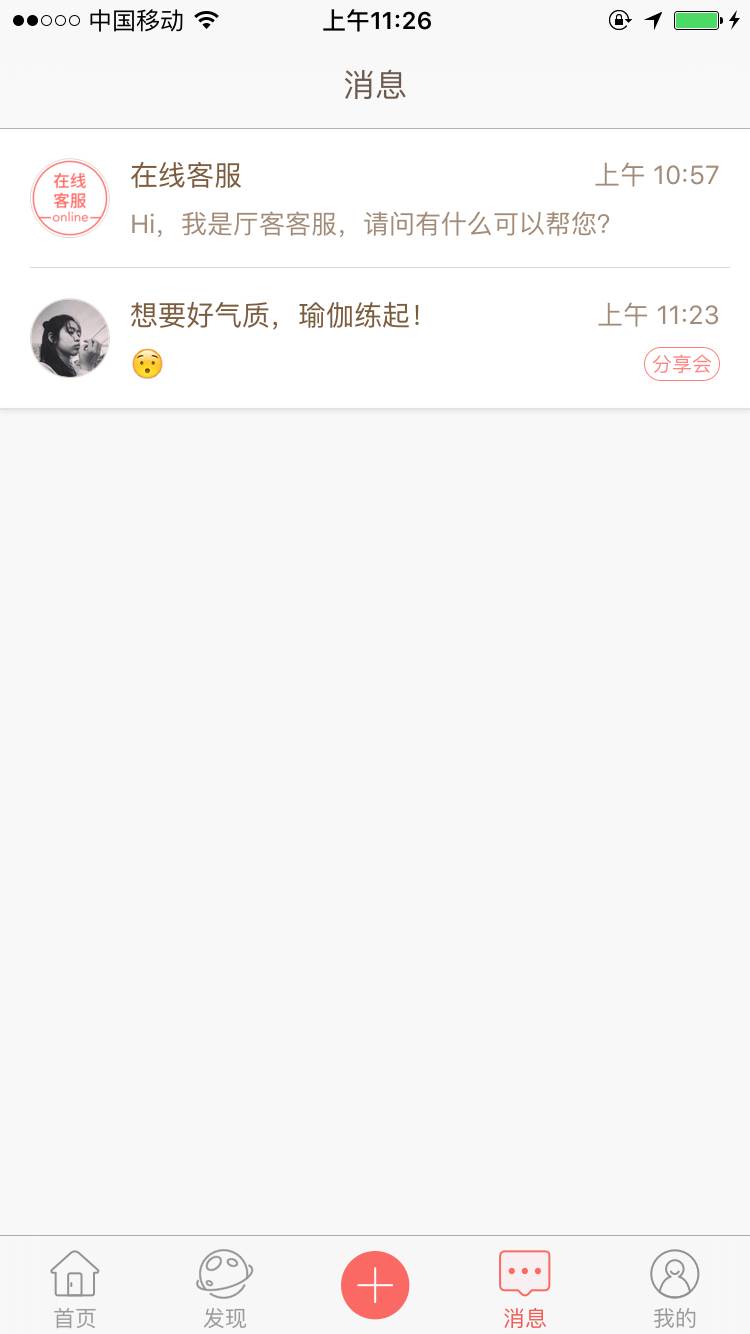 中国移动
上午11:26
消息
在线
客服
online
在线客服
上午 10:57
Hi，我是厅客客服，请问有什么可以帮您?
想要好气质，瑜伽练起！
上午 11:23
😯
分享会
首页
发现
消息
我的